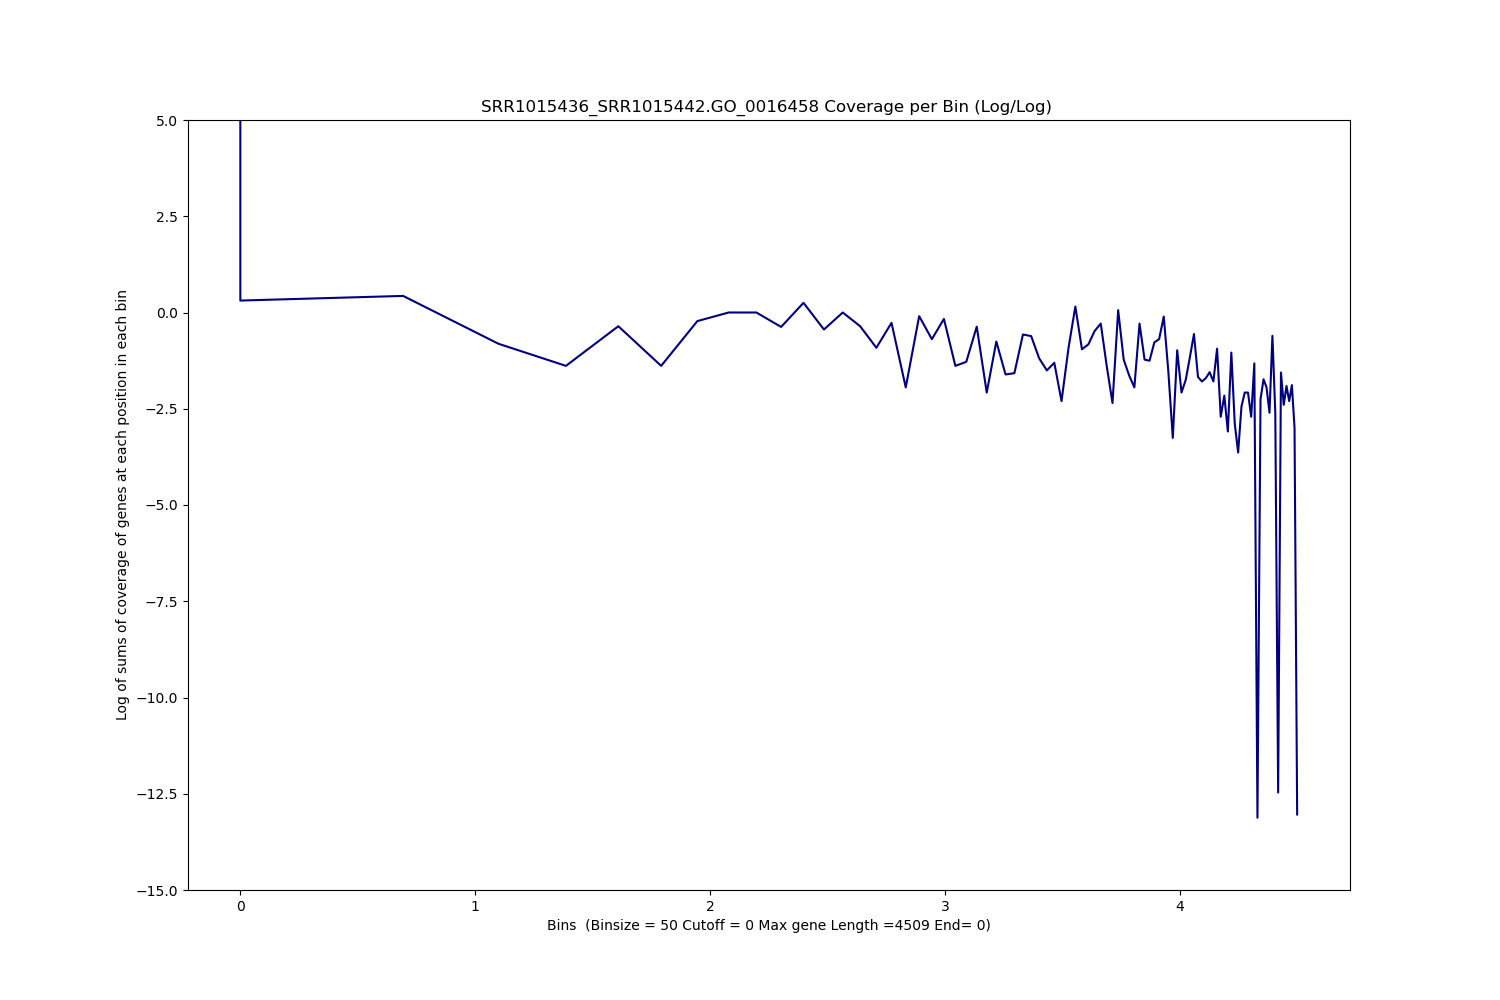 SRR1015436_SRR1015442.GO_0016458 Coverage per Bin (Log/Log)
Log of sums of coverage of genes at each position in each bin
5.0
2.5
0.0
−2.5
−5.0
−7.5
−10.0
−12.5
−15.0
0 1 2 3 4
Bins  (Binsize = 50 Cutoff = 0 Max gene Length =4509 End= 0)